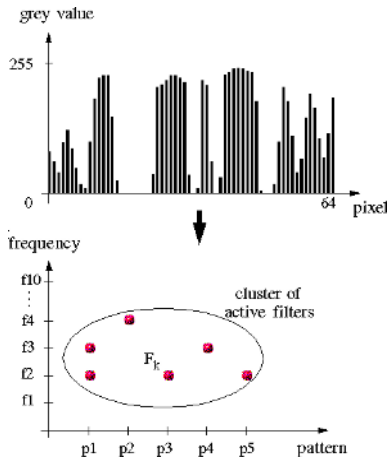 grey value
255
0
64
pixel
frequency
f10
f4
f3
f2
f1
cluster of
active filters
F k
p1 p2 p3 p4 p5 pattern